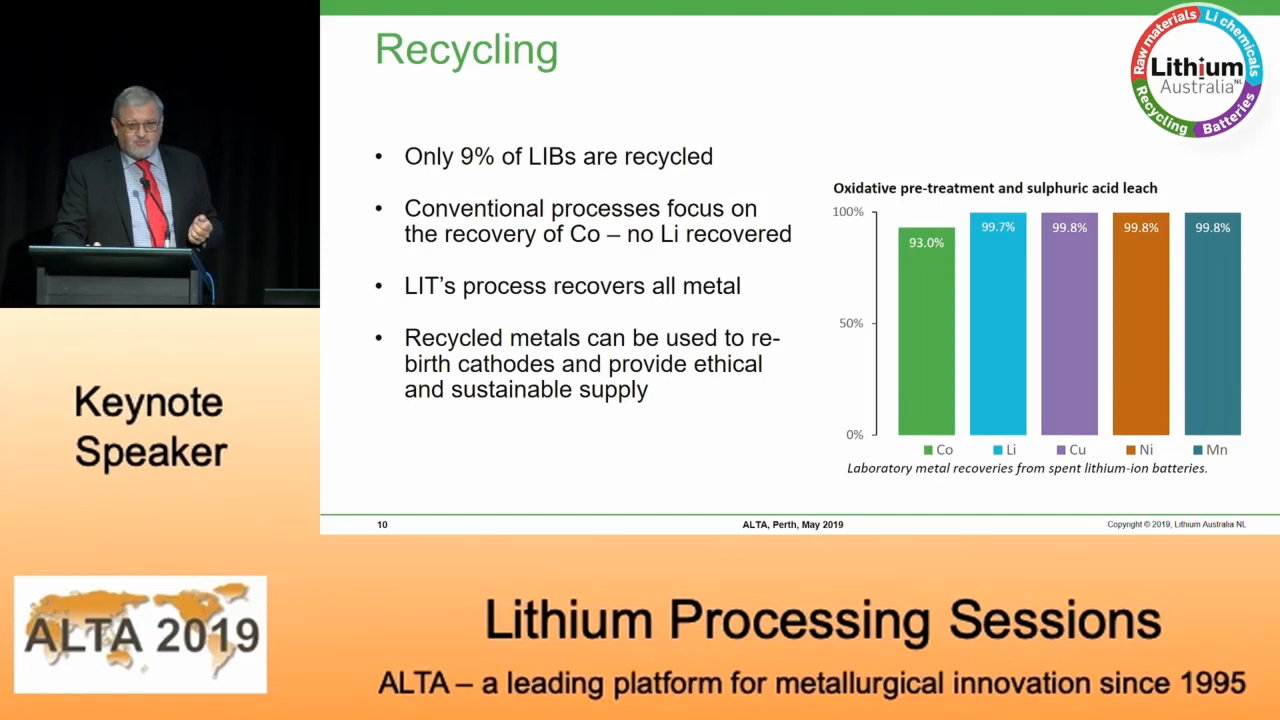 Recycling
Raw materials
Li chemicals
Lithium
Australia NL
Recycling
Batteries
• Only 9% of LIBs are recycled
• Conventional processes focus on
the recovery of Co – no Li recovered
• LIT's process recovers all metal
• Recycled metals can be used to re-
birth cathodes and provide ethical
and sustainable supply
Oxidative pre-treatment and sulphuric acid leach
100%
50%
0%
93.0%
99.7%
99.8%
99.8%
99.8%
Co Li Cu Ni Mn
Laboratory metal recoveries from spent lithium-ion batteries.
10
ALTA, Perth, May 2019
Copyright © 2019, Lithium Australia NL
Keynote
Speaker
ALTA 2019
Lithium Processing Sessions
ALTA – a leading platform for metallurgical innovation since 1995